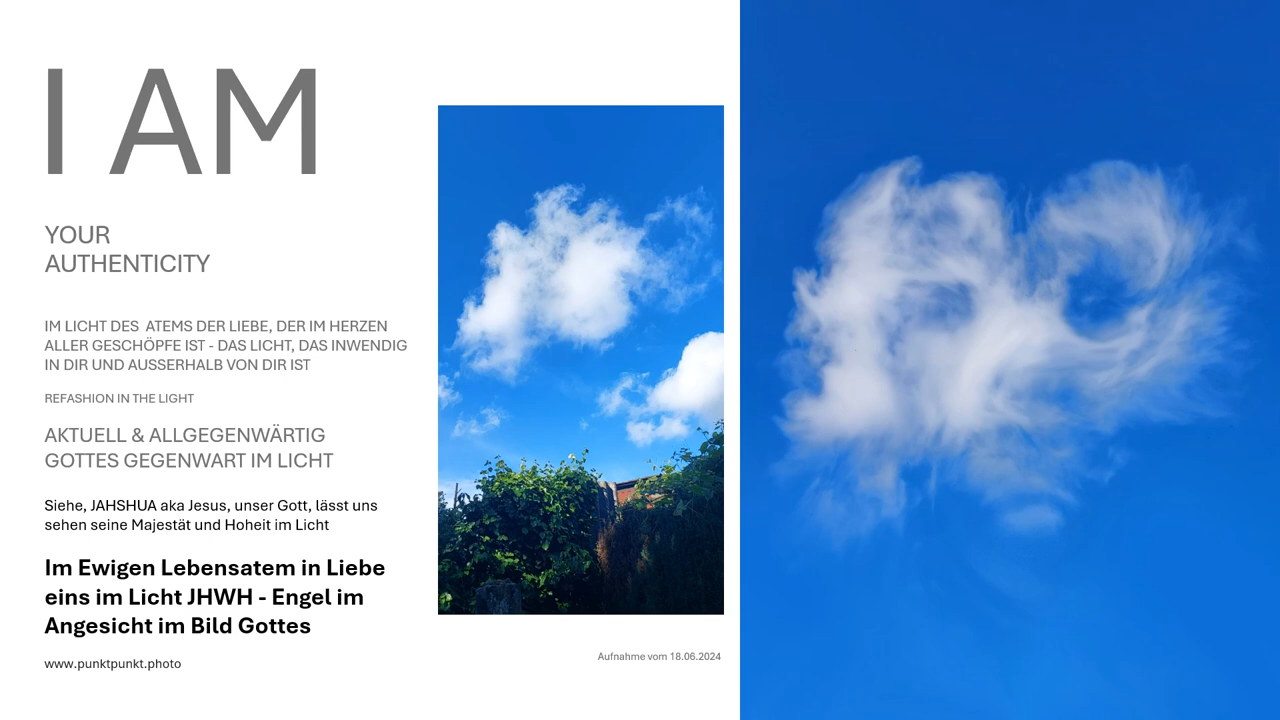 I AM
YOUR
AUTHENTICITY
IM LICHT DES  ATEMS DER LIEBE, DER IM HERZEN
ALLER GESCHÖPFE IST - DAS LICHT, DAS INWENDIG
IN DIR UND AUSSERHALB VON DIR IST
REFASHION IN THE LIGHT
AKTUELL & ALLGEGENWÄRTIG
GOTTES GEGENWART IM LICHT
Siehe, JAHSHUA aka Jesus, unser Gott, lässt uns
sehen seine Majestät und Hoheit im Licht
Im Ewigen Lebensatem in Liebe
eins im Licht JHWH - Engel im
Angesicht im Bild Gottes
www.punktpunkt.photo
Aufnahme vom 18.06.2024